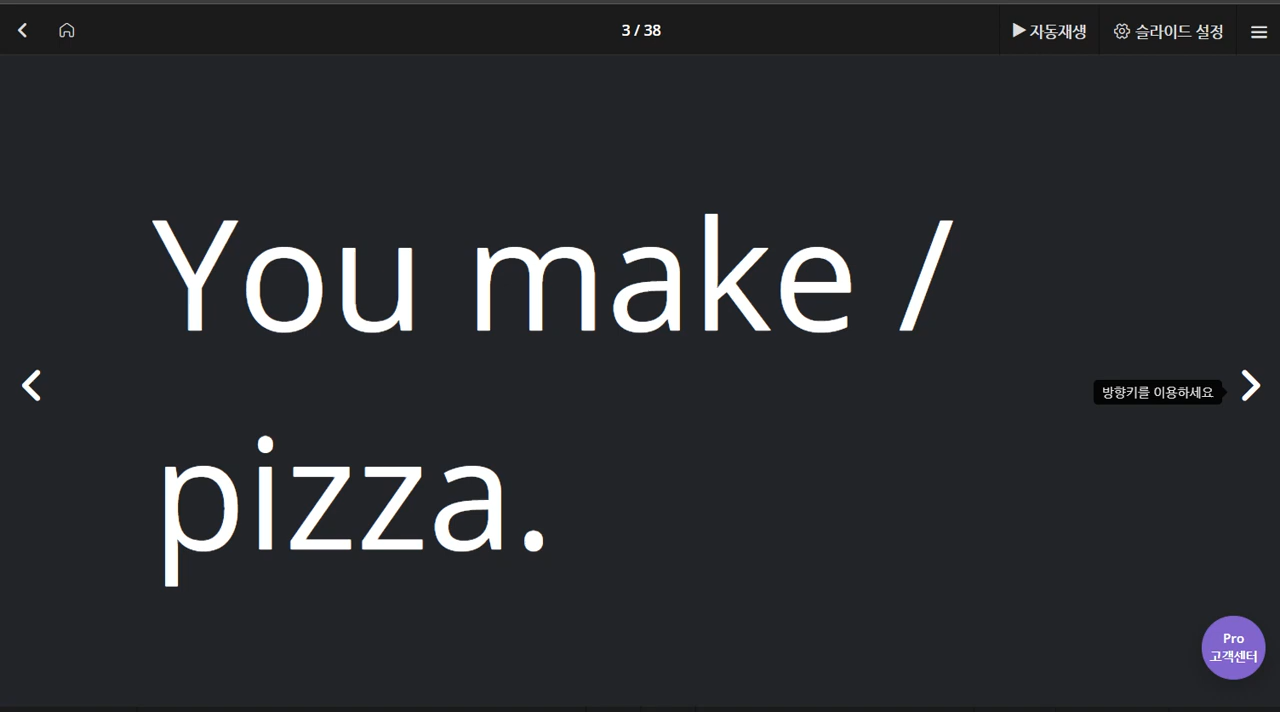 3 / 38
자동재생
슬라이드 설정
You make /
pizza.
방향키를 이용하세요
Pro
고객센터